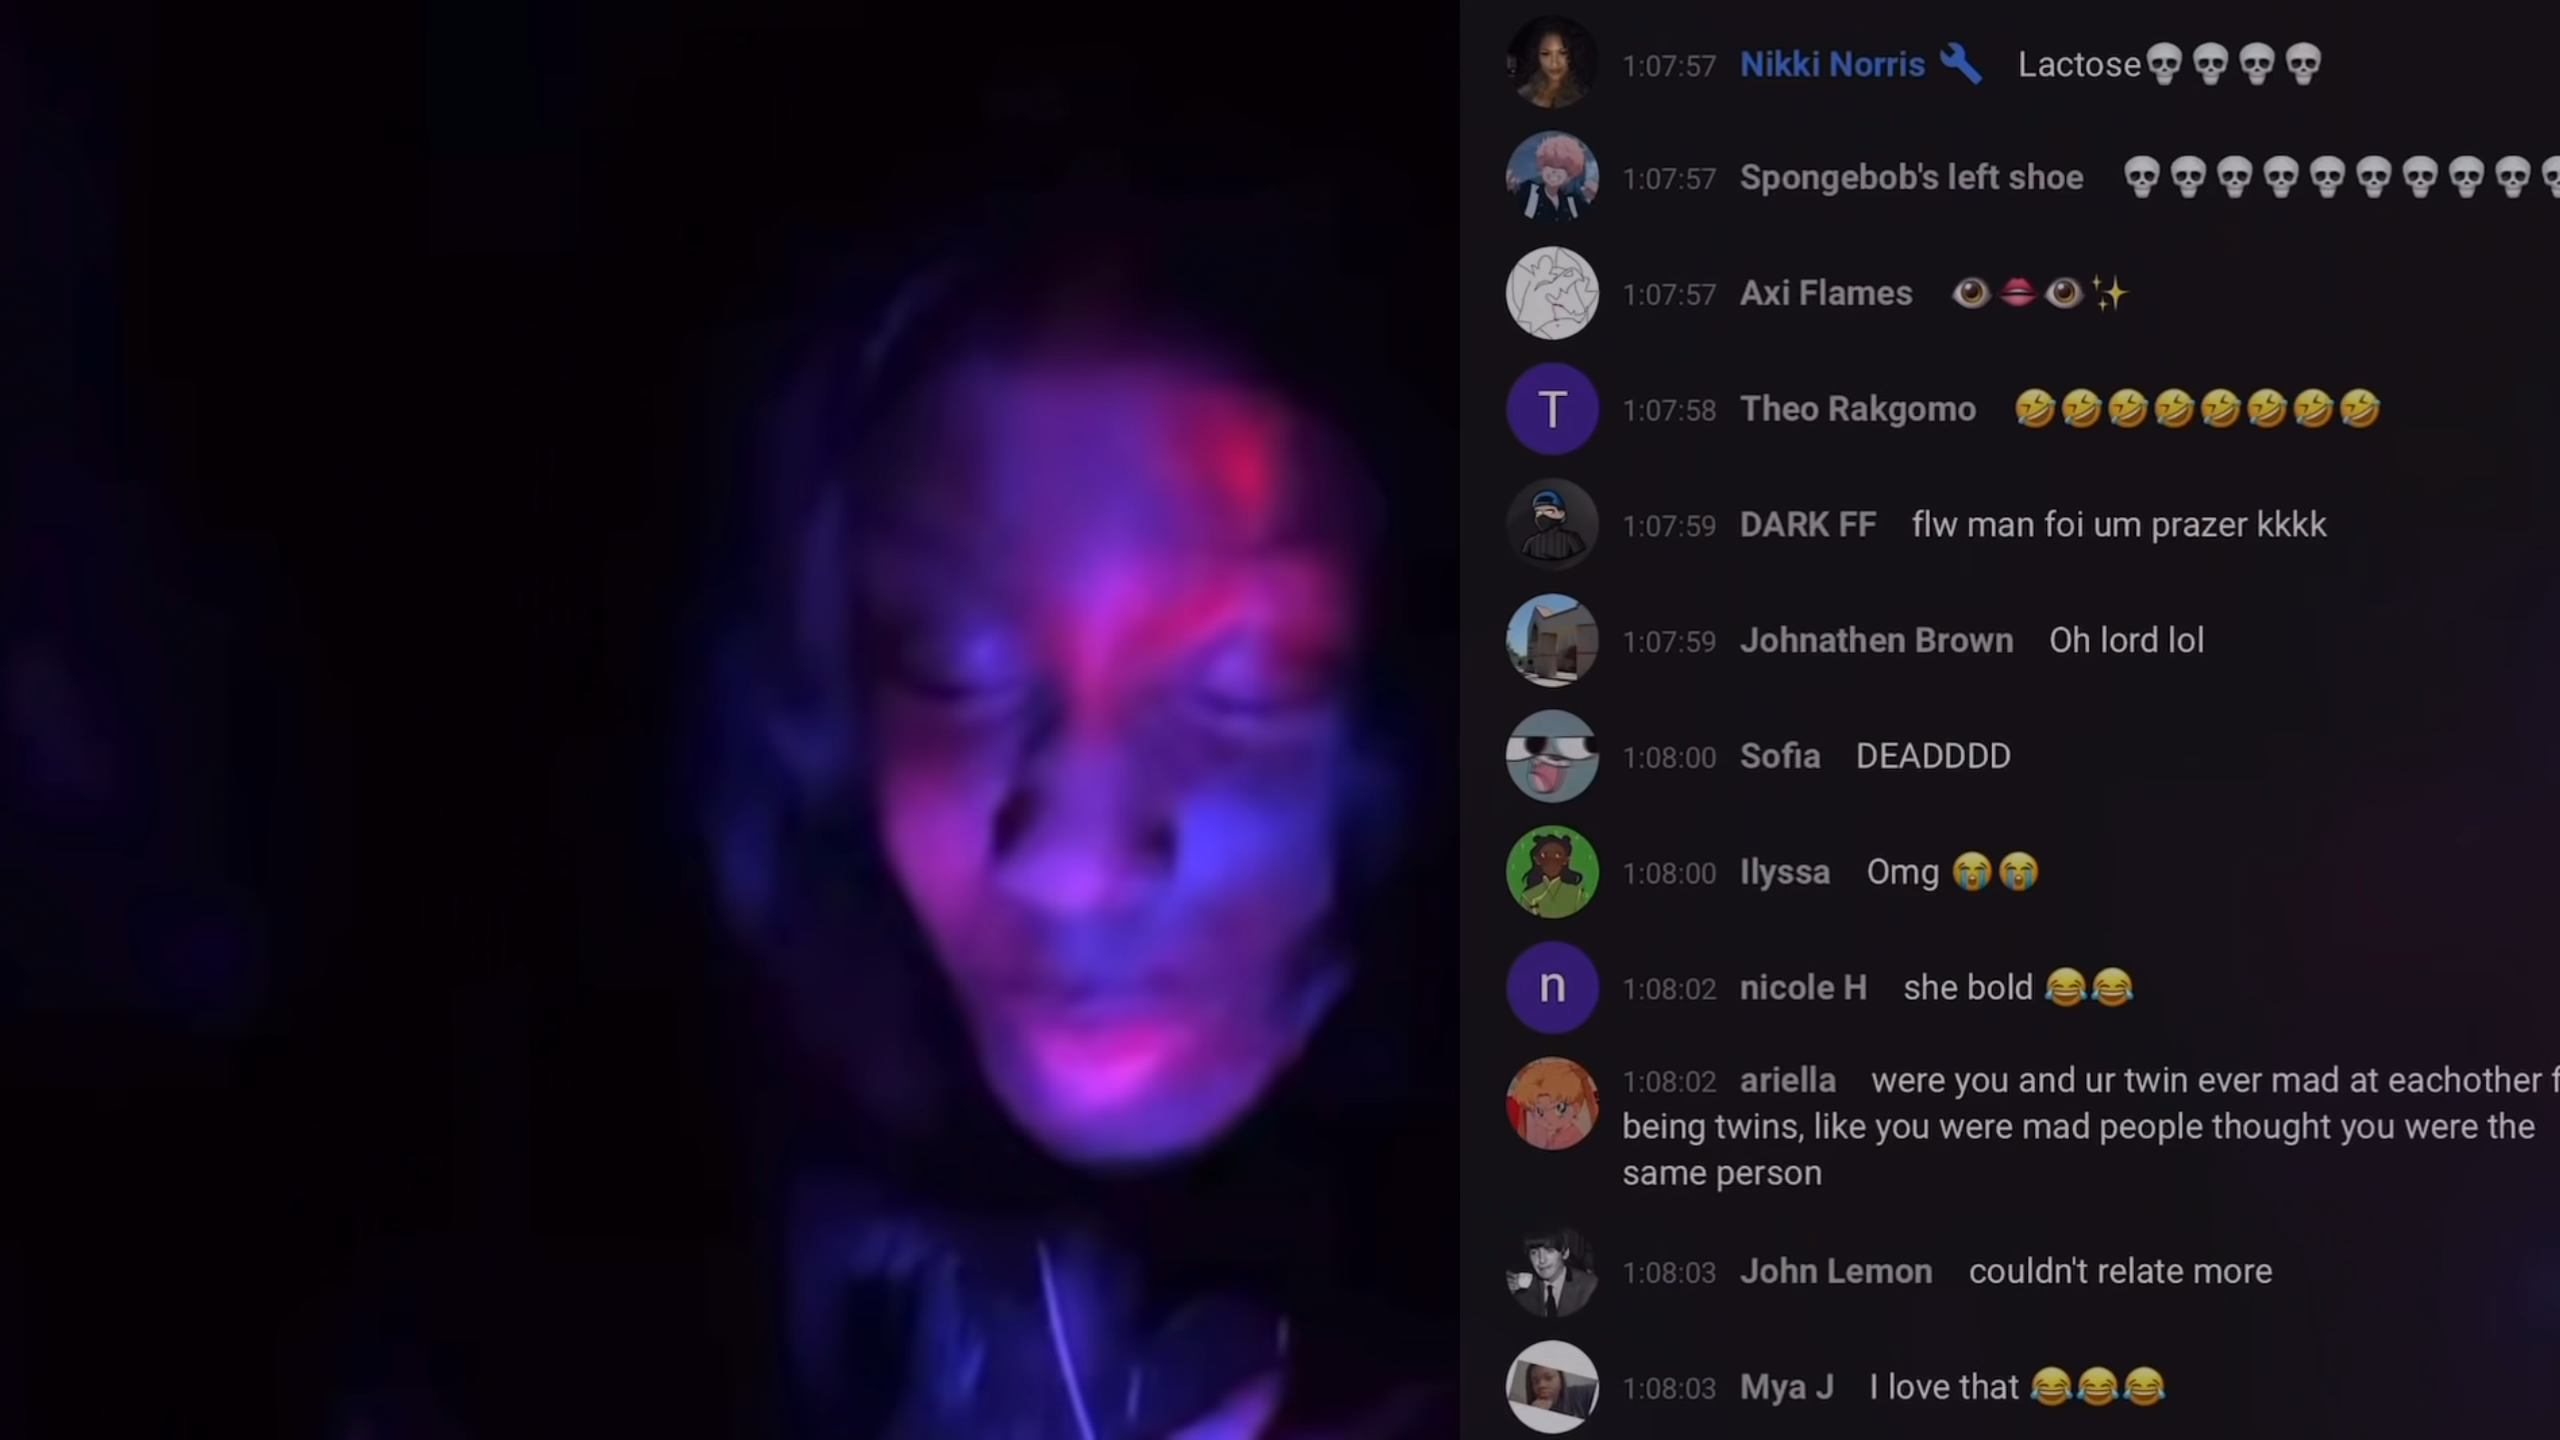 1:07:57 Nikki Norris Lactose💀💀💀💀
1:07:57 Spongebob's left shoe 💀💀💀💀💀💀💀💀💀💀
1:07:57 Axi Flames 👁👄👁✨
T 1:07:58 Theo Rakgomo 🤣🤣🤣🤣🤣🤣🤣🤣
1:07:59 DARK FF flw man foi um prazer kkkk
1:07:59 Johnathen Brown Oh lord lol
1:08:00 Sofia DEADDDD
1:08:00 Ilyssa Omg 😭😭
n 1:08:02 nicole H she bold 😂😂
1:08:02 ariella were you and ur twin ever mad at eachother
being twins, like you were mad people thought you were the
same person
1:08:03 John Lemon couldn't relate more
1:08:03 Mya J I love that 😂😂😂